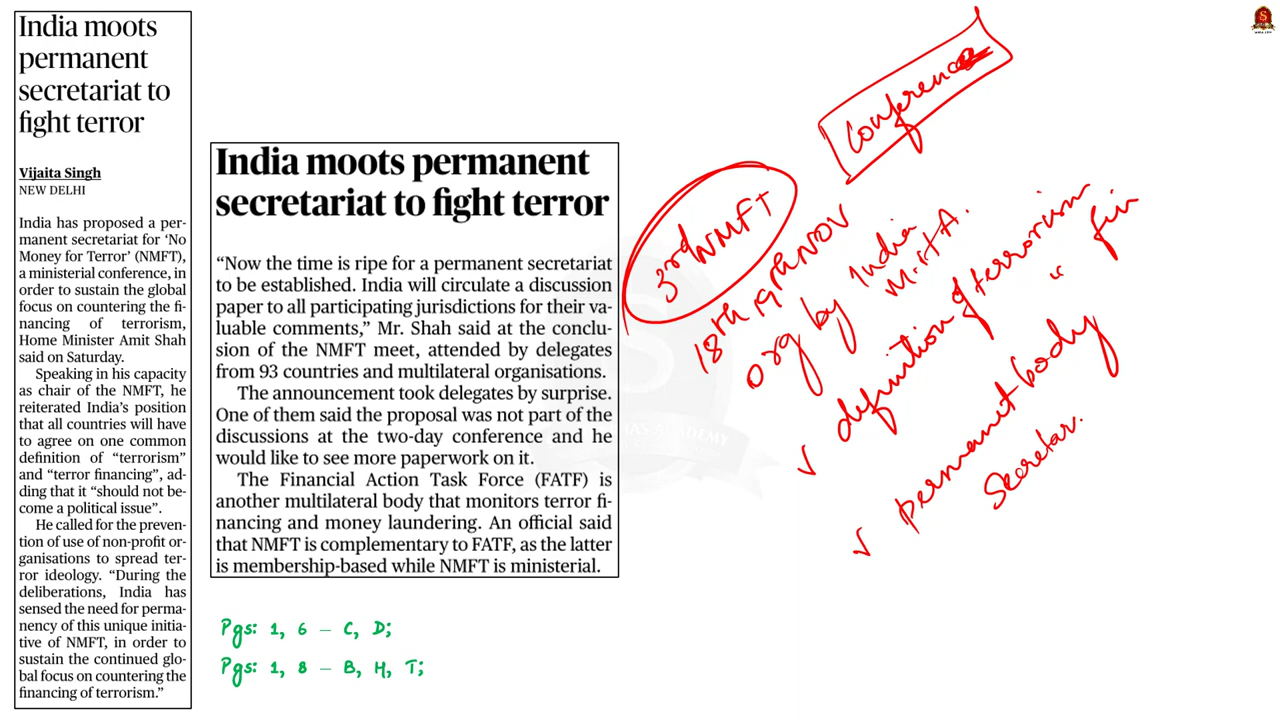 India moots
permanent
secretariat to
fight terror
Vijaita Singh
NEW DELHI
India has proposed a per-
manent secretariat for ‘No
Money for Terror’ (NMFT),
a ministerial conference, in
order to sustain the global
focus on countering the fi-
nancing of terrorism,
Home Minister Amit Shah
said on Saturday.
Speaking in his capacity
as chair of the NMFT, he
reiterated India’s position
that all countries will have
to agree on one common
definition of “terrorism”
and “terror financing”, ad-
ding that it “should not be-
come a political issue”.
He called for the preven-
tion of use of non-profit or-
ganisations to spread ter-
ror ideology. “During the
deliberations, India has
sensed the need for perma-
nency of this unique initia-
tive of NMFT, in order to
sustain the continued glo-
bal focus on countering the
financing of terrorism.”
India moots permanent
secretariat to fight terror
“Now the time is ripe for a permanent secretariat
to be established. India will circulate a discussion
paper to all participating jurisdictions for their va-
luable comments,” Mr. Shah said at the conclu-
sion of the NMFT meet, attended by delegates
from 93 countries and multilateral organisations.
The announcement took delegates by surprise.
One of them said the proposal was not part of the
discussions at the two-day conference and he
would like to see more paperwork on it.
The Financial Action Task Force (FATF) is
another multilateral body that monitors terror fi-
nancing and money laundering. An official said
that NMFT is complementary to FATF, as the latter
is membership-based while NMFT is ministerial.
Pgs: 1, 6 – C, D;
Pgs: 1, 8 – B, H, T;
Conference
3rd NMFT
18th 19th NOV
org by India
M.H.A.
definition of terrorism
" fin
permanent body
Secretar.